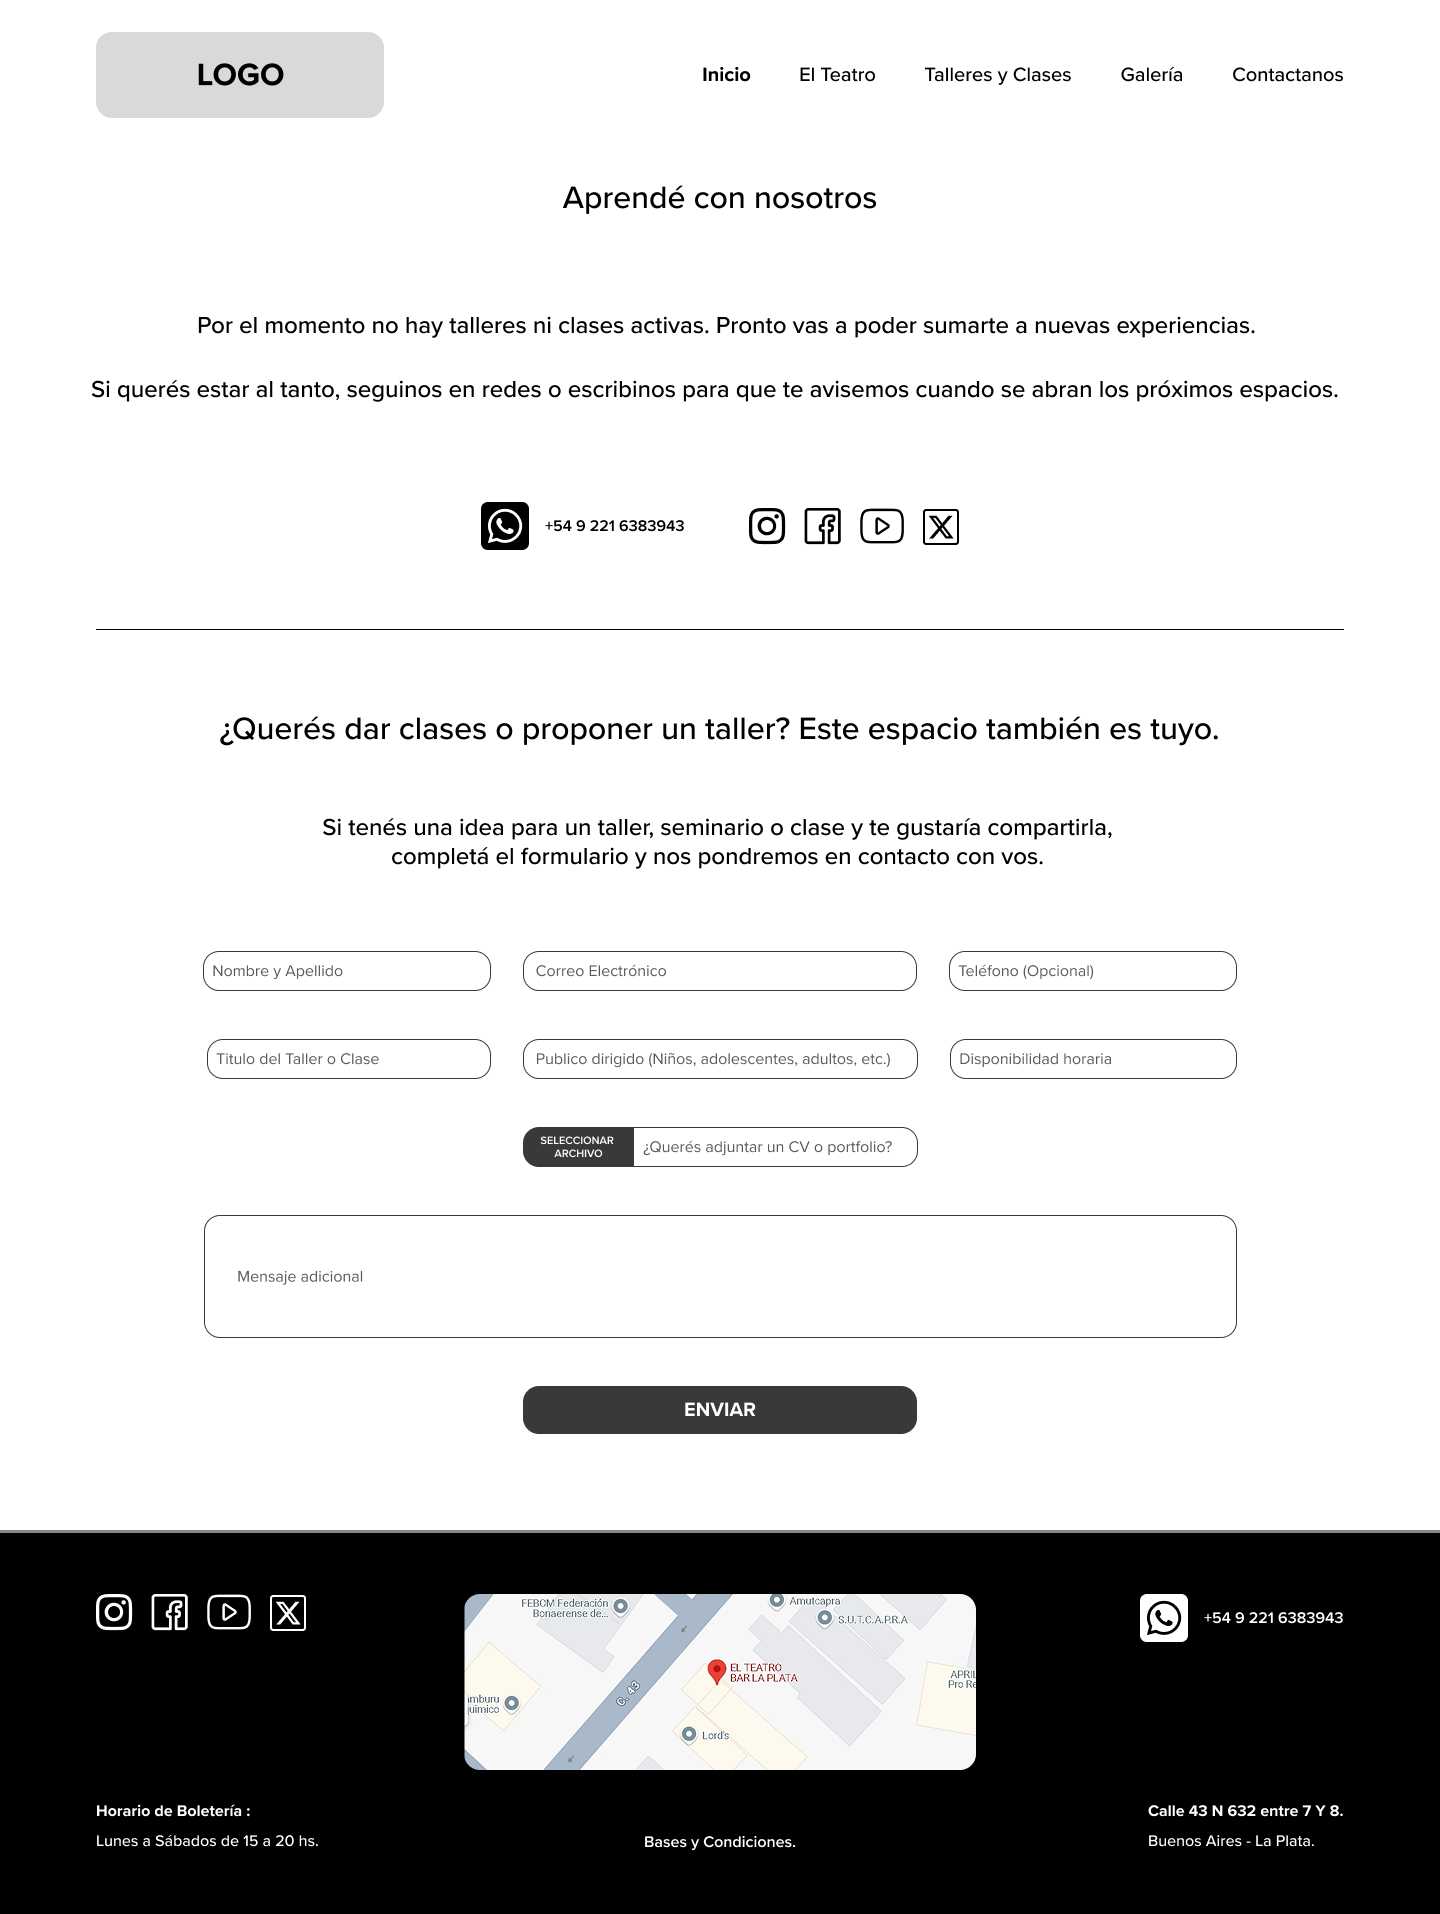 LOGO
Inicio
El Teatro
Talleres y Clases
Galería
Contactanos
Aprendé con nosotros
Por el momento no hay talleres ni clases activas. Pronto vas a poder sumarte a nuevas experiencias.
Si querés estar al tanto, seguinos en redes o escribinos para que te avisemos cuando se abran los próximos espacios.
+54 9 221 6383943
¿Querés dar clases o proponer un taller? Este espacio también es tuyo.
Si tenés una idea para un taller, seminario o clase y te gustaría compartirla,
completá el formulario y nos pondremos en contacto con vos.
Nombre y Apellido
Correo Electrónico
Teléfono (Opcional)
Titulo del Taller o Clase
Publico dirigido (Niños, adolescentes, adultos, etc.)
Disponibilidad horaria
SELECCIONAR
ARCHIVO
¿Querés adjuntar un CV o portfolio?
Mensaje adicional
ENVIAR
FEBOM Federación
Bonaerense de...
Amutcapra
S.U.T.C.A.P.R.A
EL TEATRO
BAR LA PLATA
APRIL
Pro Re
C. 43
mburu
uimico
Lord's
+54 9 221 6383943
Horario de Boletería :
Lunes a Sábados de 15 a 20 hs.
Bases y Condiciones.
Calle 43 N 632 entre 7 Y 8.
Buenos Aires - La Plata.